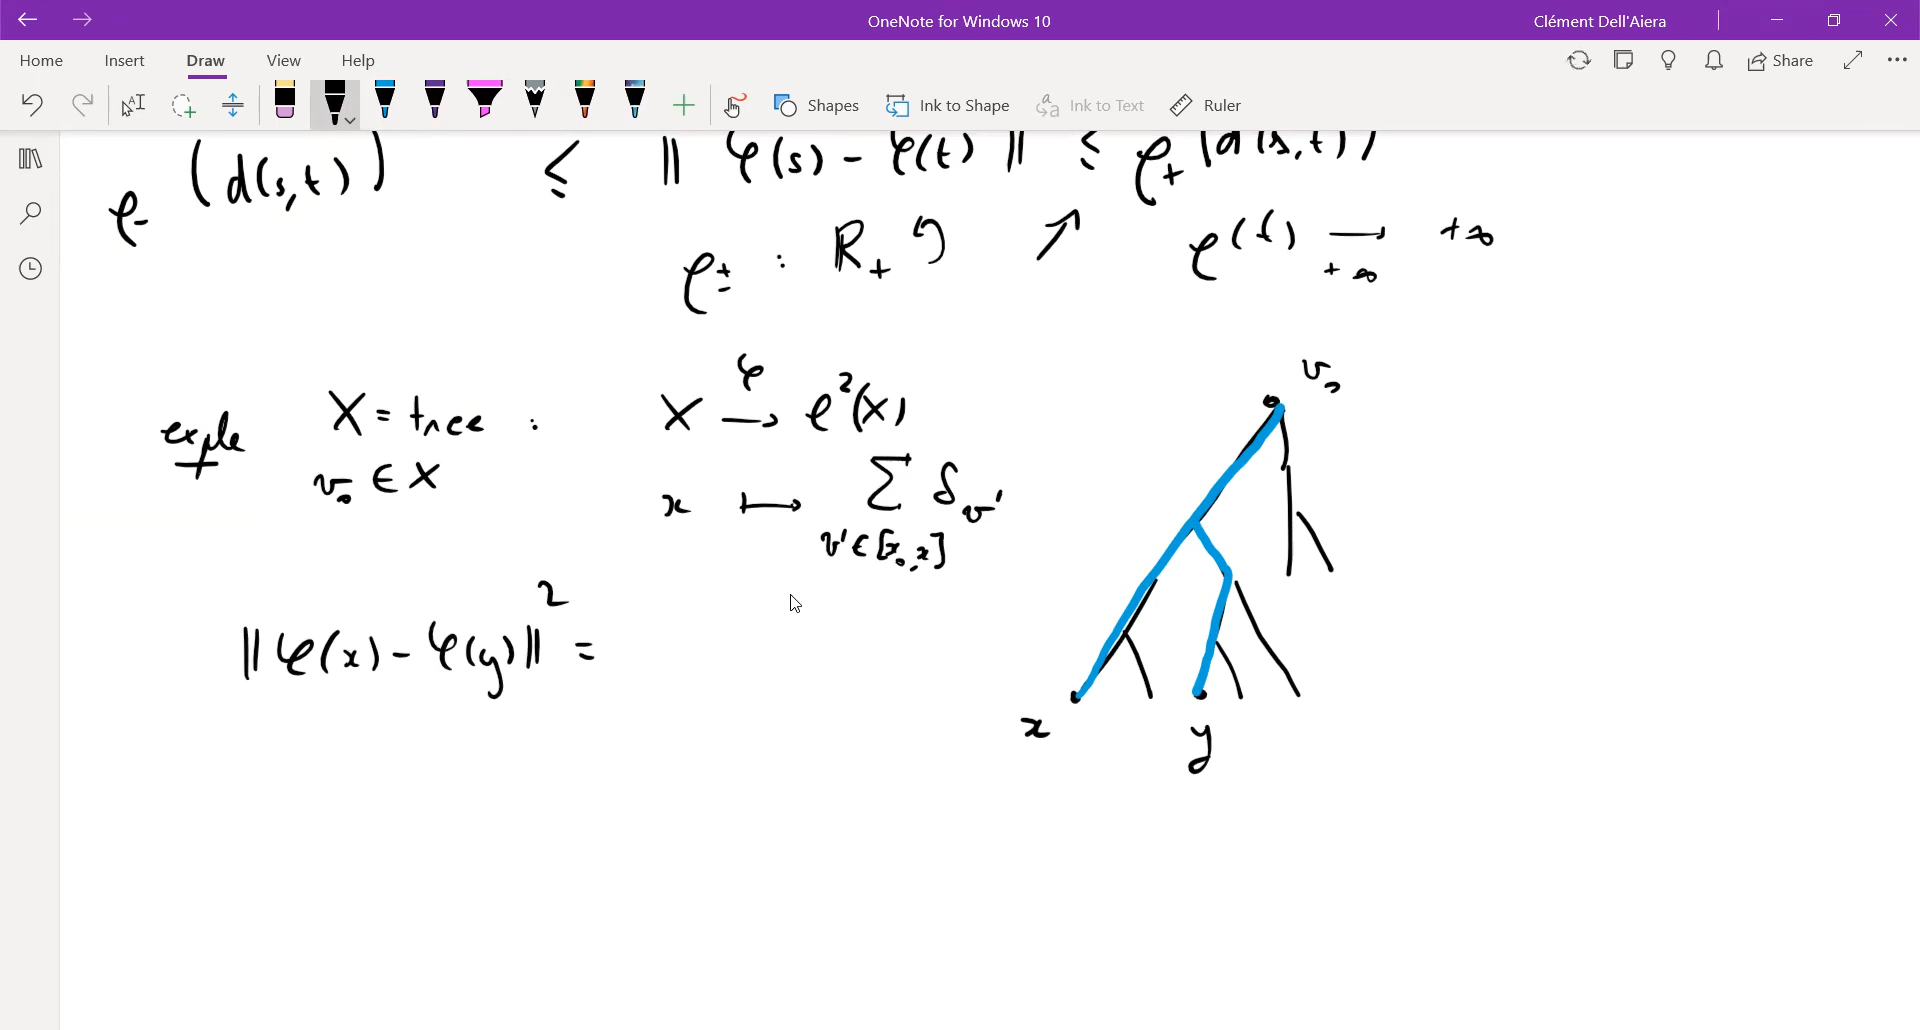 OneNote for Windows 10
Clément Dell'Aiera
Home Insert Draw View Help
Share
Shapes Ink to Shape Ink to Text Ruler
ρ₋(d(s,t)) ≤ ‖φ(s) - φ(t)‖ ≤ ρ₊(d(s,t))
ρ± : R₊ ↺ ↗ ρ(t) → +∞
+∞
exple X = tree : X →φ ℓ²(X)
v₀ ∈ X x ↦ Σ δ_v'
v' ∈ [x₀, x]
‖φ(x) - φ(y)‖² =
v₀
x
y